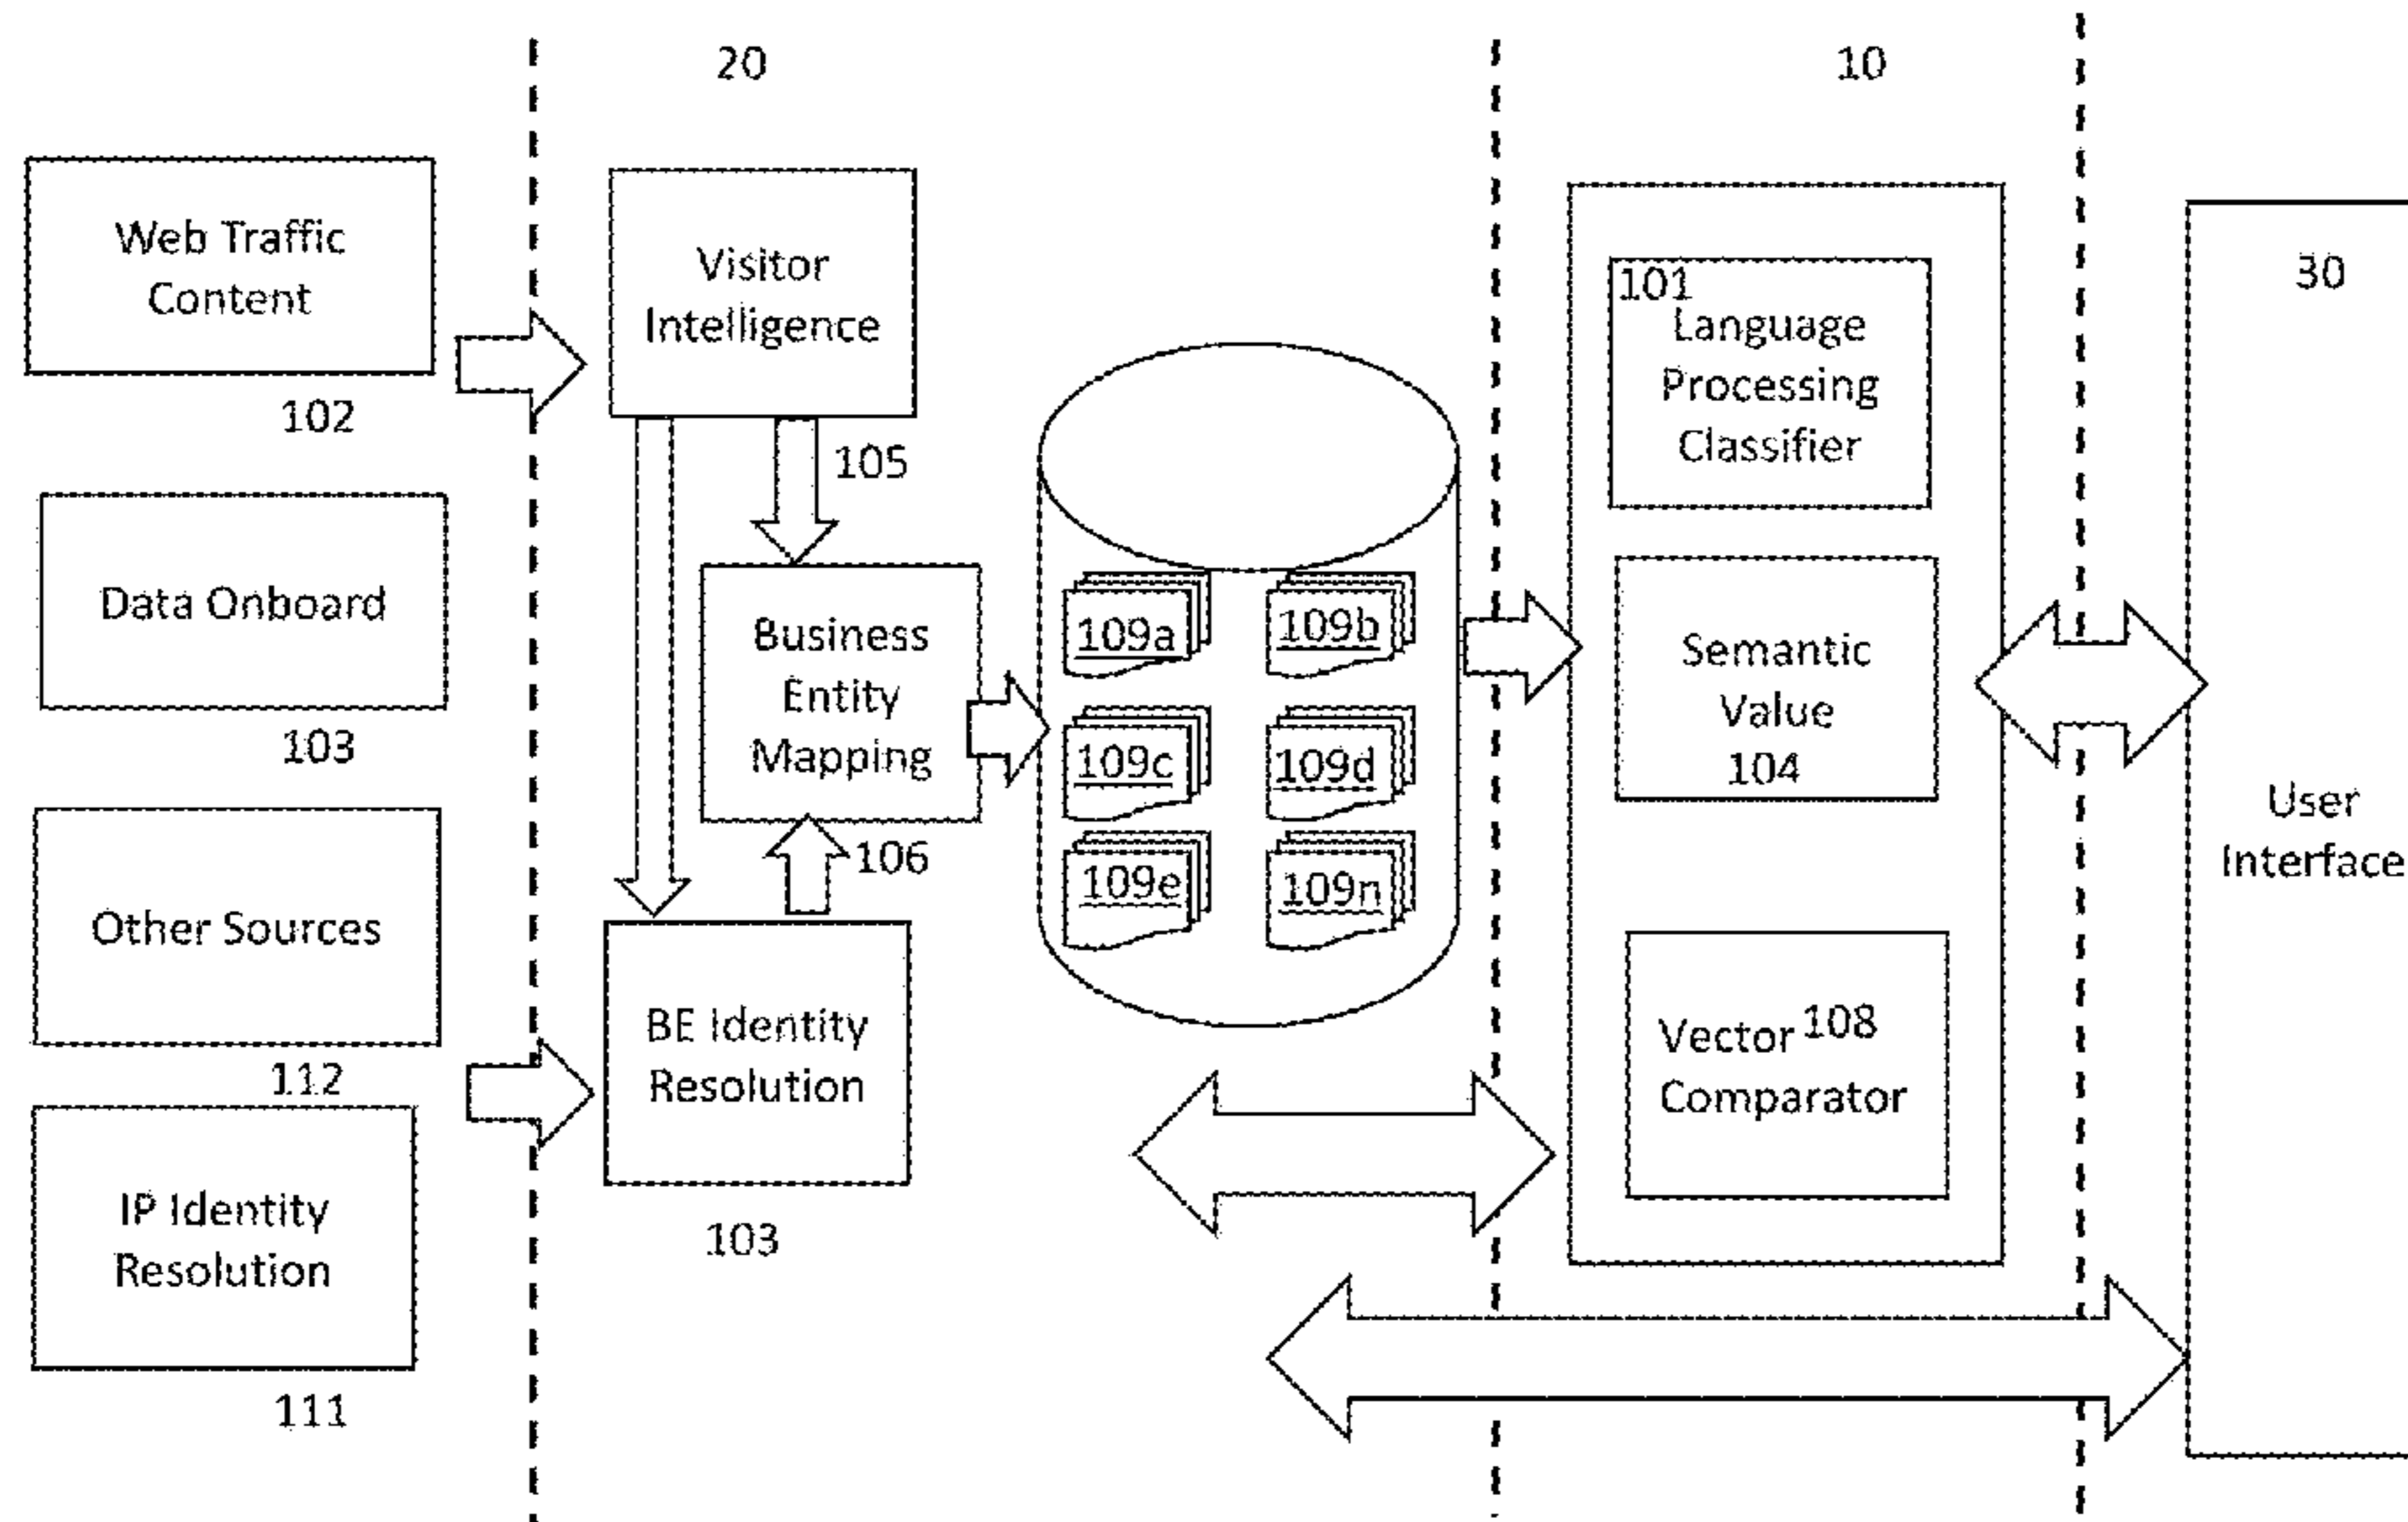 20
10
Web Traffic
Content
102
Data Onboard
103
Other Sources
112
IP Identity
Resolution
111
Visitor
Intelligence
105
Business
Entity
Mapping
106
BE Identity
Resolution
103
109a
109b
109c
109d
109e
109n
101
Language
Processing
Classifier
Semantic
Value
104
Vector 108
Comparator
30
User
Interface